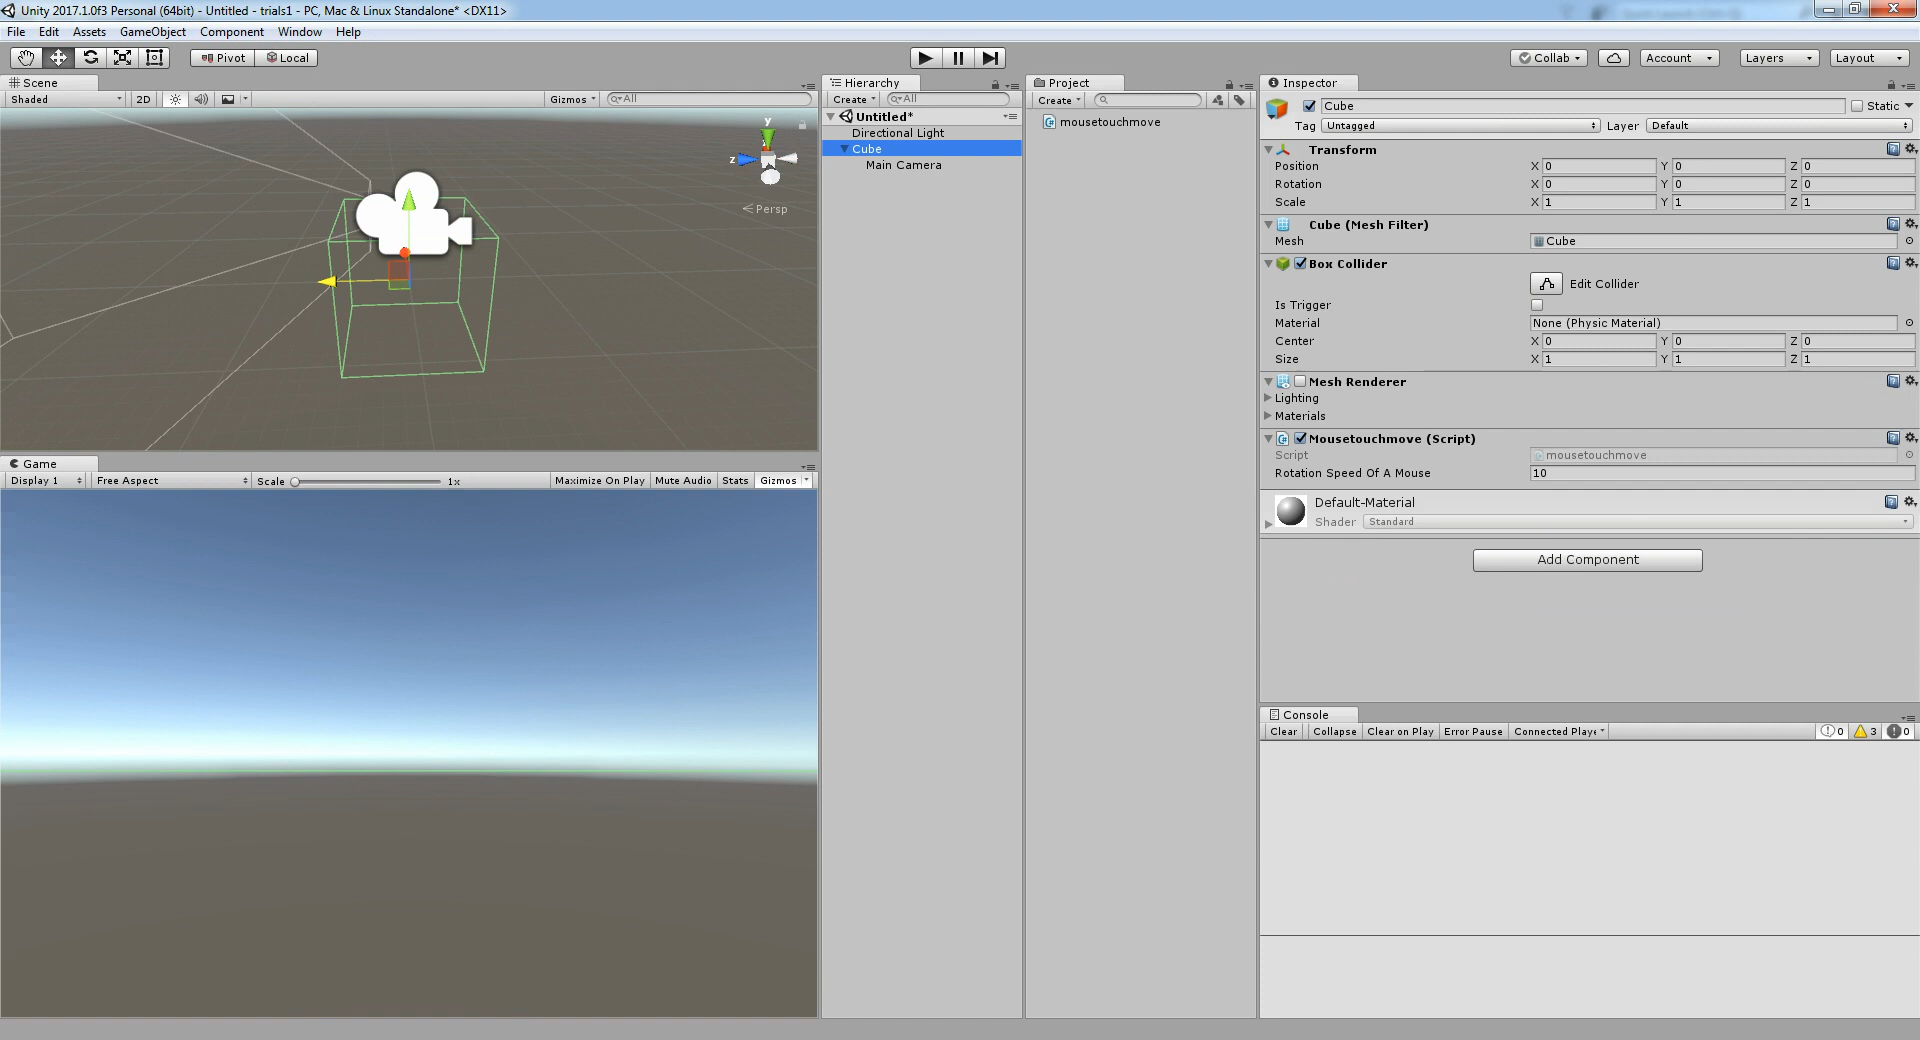 Unity 2017.1.0f3 Personal (64bit) - Untitled - trials1 - PC, Mac & Linux Standalone* <DX11>
File Edit Assets GameObject Component Window Help
Pivot Local Collab Account Layers Layout
Scene
Shaded 2D Gizmos All
y
z
Persp
Game
Display 1 Free Aspect Scale 1x Maximize On Play Mute Audio Stats Gizmos
Hierarchy
Create All
Untitled*
Directional Light
Cube
Main Camera
Project
Create
mousetouchmove
Inspector
Cube Static
Tag Untagged Layer Default
Transform
Position X 0 Y 0 Z 0
Rotation X 0 Y 0 Z 0
Scale X 1 Y 1 Z 1
Cube (Mesh Filter)
Mesh Cube
Box Collider
Edit Collider
Is Trigger
Material None (Physic Material)
Center X 0 Y 0 Z 0
Size X 1 Y 1 Z 1
Mesh Renderer
Lighting
Materials
Mousetouchmove (Script)
Script mousetouchmove
Rotation Speed Of A Mouse 10
Default-Material
Shader Standard
Add Component
Console
Clear Collapse Clear on Play Error Pause Connected Playe 0 3 0